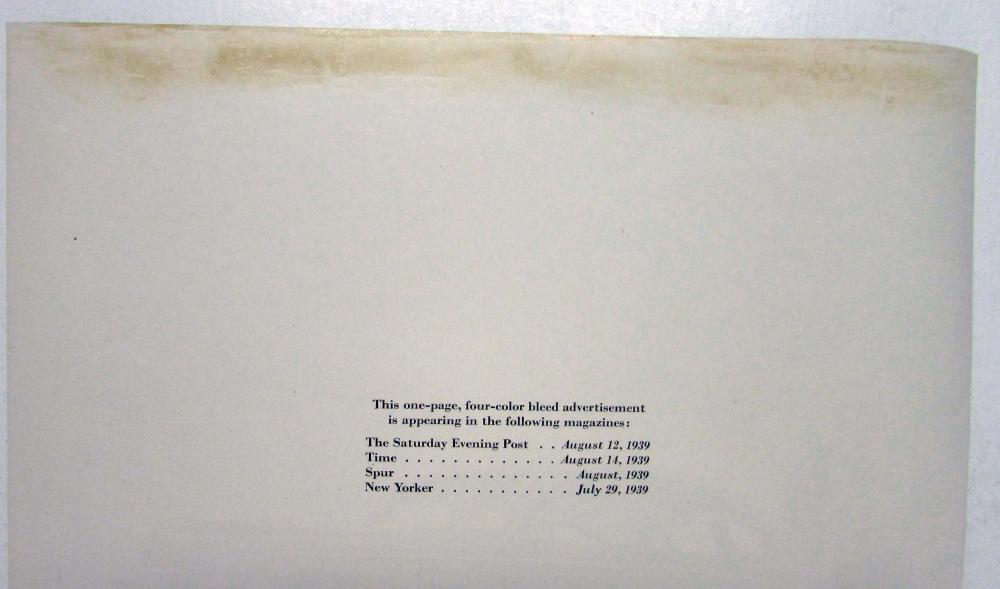 This one-page, four-color bleed advertisement
is appearing in the following magazines:
The Saturday Evening Post . . August 12, 1939
Time . . . . . . . . . . . . . August 14, 1939
Spur . . . . . . . . . . . . . . August, 1939
New Yorker . . . . . . . . . . . July 29, 1939